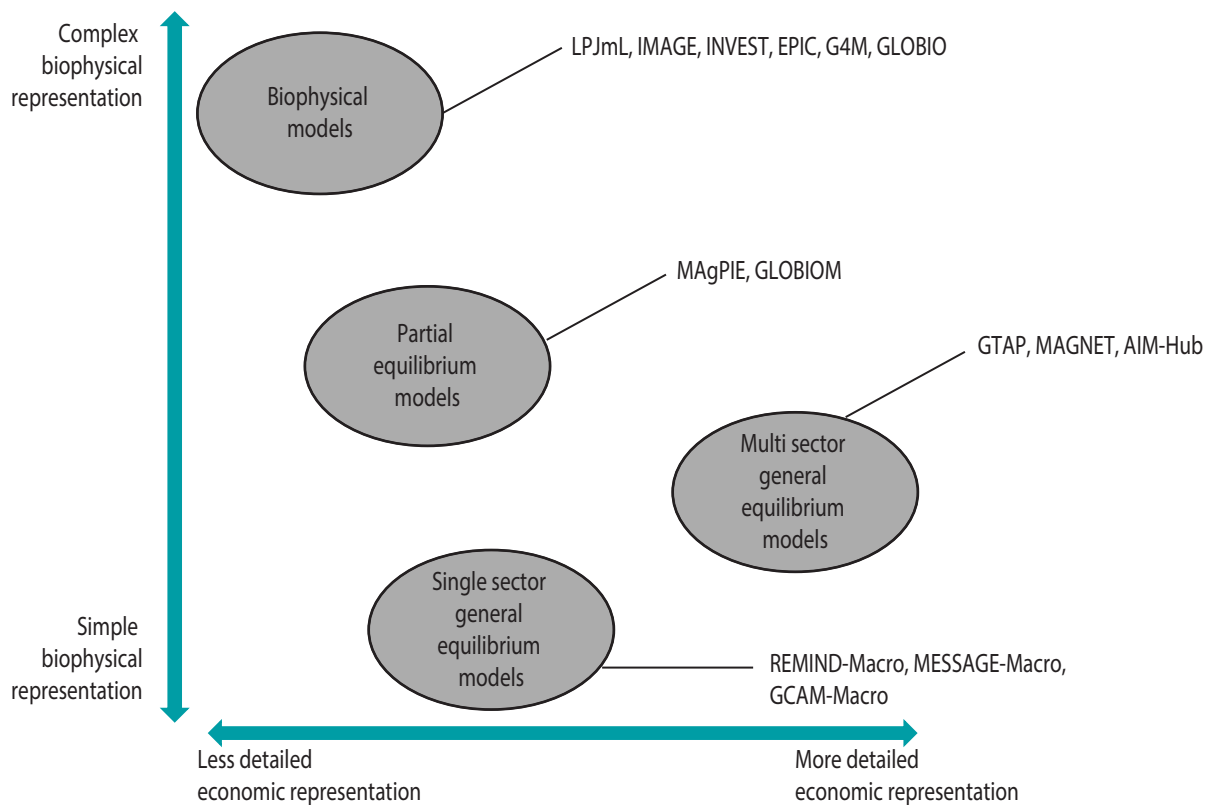 Complex
biophysical
representation
LPJmL, IMAGE, INVEST, EPIC, G4M, GLOBIO
Biophysical
models
MAgPIE, GLOBIOM
Partial
equilibrium
models
GTAP, MAGNET, AIM-Hub
Multi sector
general
equilibrium
models
Single sector
general
equilibrium
models
Simple
biophysical
representation
REMIND-Macro, MESSAGE-Macro,
GCAM-Macro
Less detailed
economic representation
More detailed
economic representation